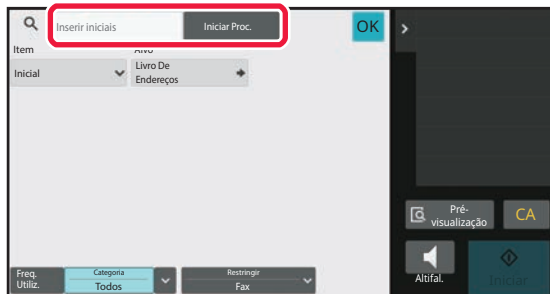 Inserir iniciais
Iniciar Proc.
OK
Item
Alvo
Inicial
Livro De
Endereços
Pré-
visualização
CA
Altifal.
Iniciar
Freq.
Utiliz.
Categoria
Todos
Restringir
Fax